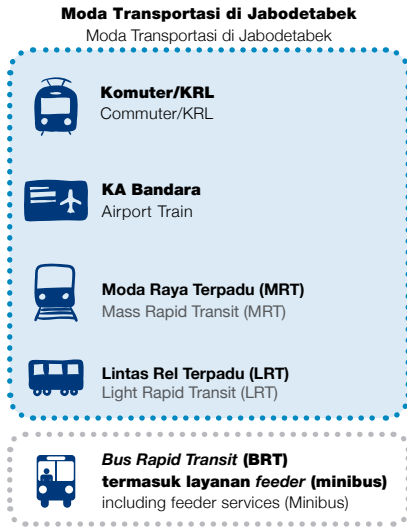 Moda Transportasi di Jabodetabek
Moda Transportasi di Jabodetabek
Komuter/KRL
Commuter/KRL
KA Bandara
Airport Train
Moda Raya Terpadu (MRT)
Mass Rapid Transit (MRT)
Lintas Rel Terpadu (LRT)
Light Rapid Transit (LRT)
Bus Rapid Transit (BRT)
termasuk layanan feeder (minibus)
including feeder services (Minibus)